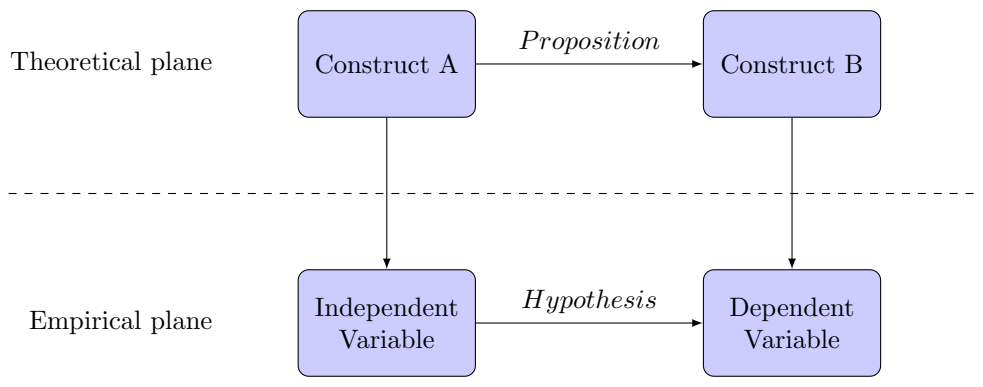 Theoretical plane
Construct A
Proposition
Construct B
Empirical plane
Independent
Variable
Hypothesis
Dependent
Variable